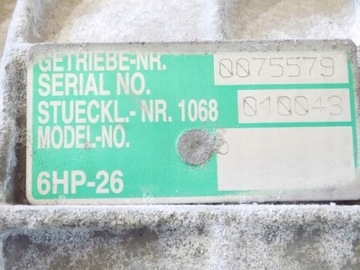 GETRIEBE-NR. 0075579
SERIAL NO.
STUECKL.- NR. 1068 010043
MODEL-NO.
6HP-26